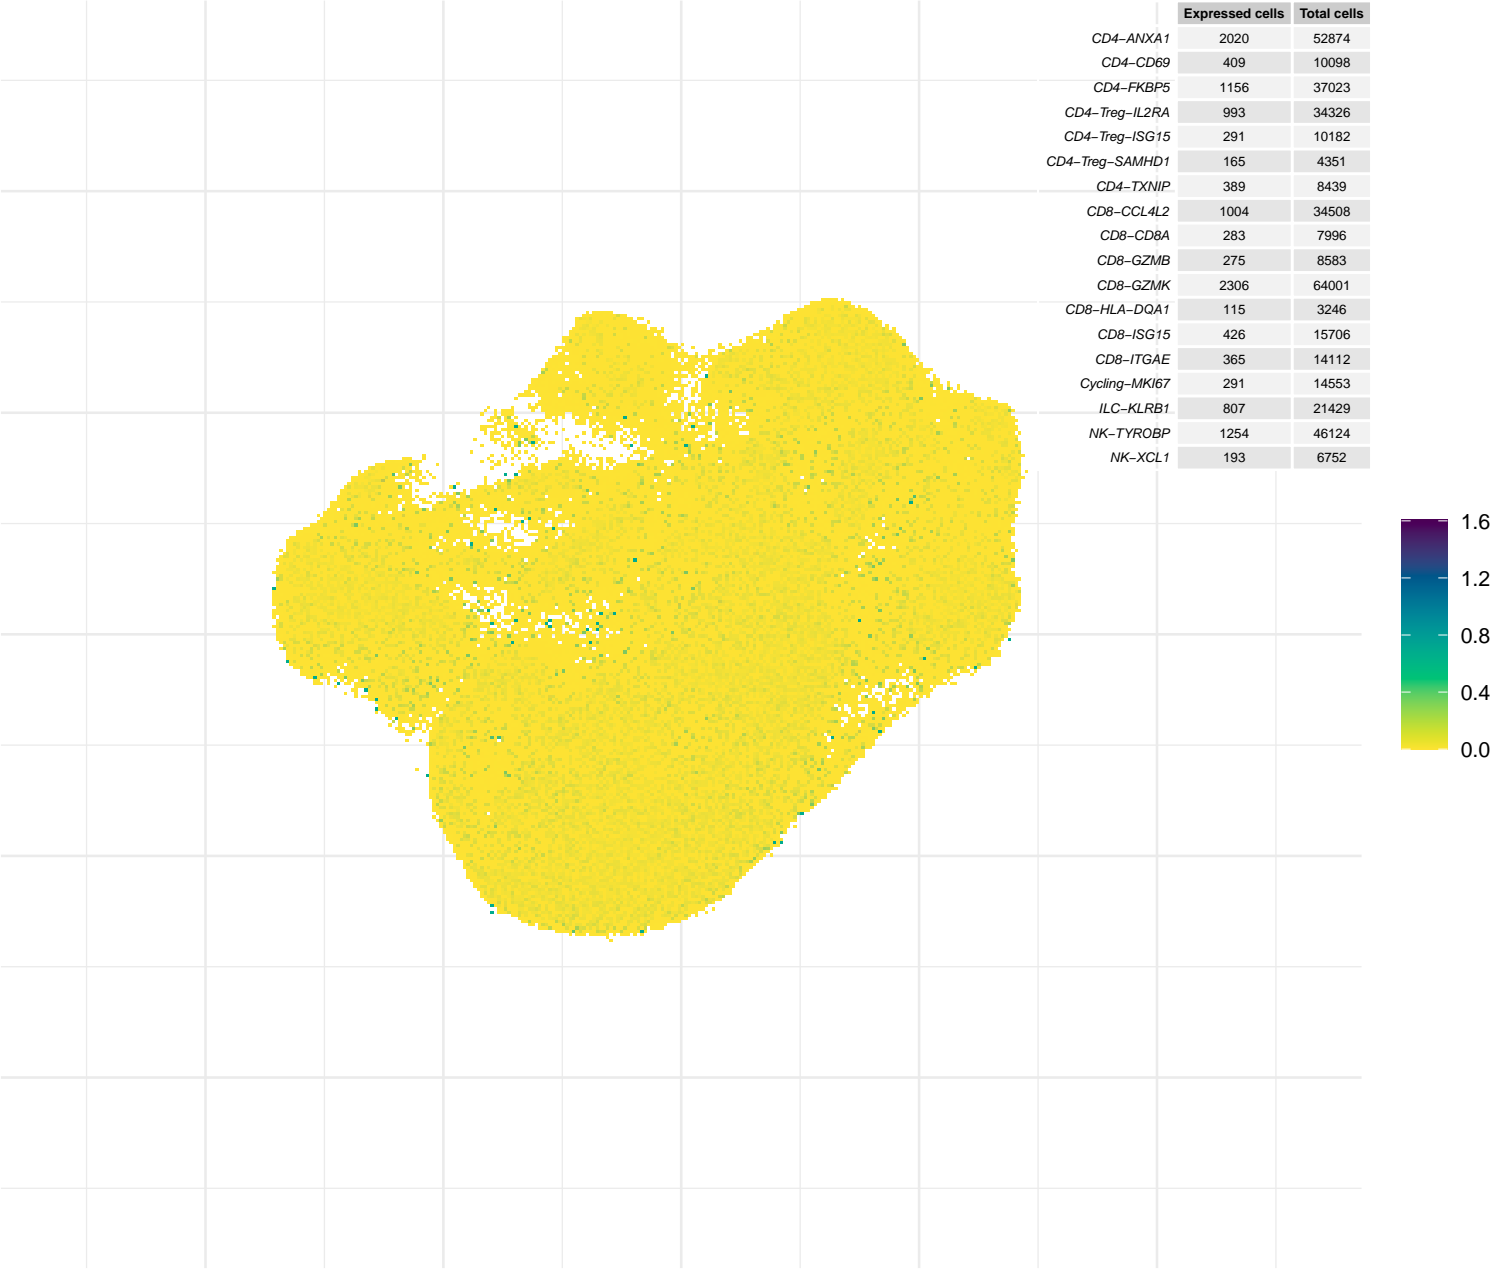 Expressed cells Total cells
CD4−ANXA1 2020 52874
CD4−CD69 409 10098
CD4−FKBP5 1156 37023
CD4−Treg−IL2RA 993 34326
CD4−Treg−ISG15 291 10182
CD4−Treg−SAMHD1 165 4351
CD4−TXNIP 389 8439
CD8−CCL4L2 1004 34508
CD8−CD8A 283 7996
CD8−GZMB 275 8583
CD8−GZMK 2306 64001
CD8−HLA−DQA1 115 3246
CD8−ISG15 426 15706
CD8−ITGAE 365 14112
Cycling−MKI67 291 14553
ILC−KLRB1 807 21429
NK−TYROBP 1254 46124
NK−XCL1 193 6752
1.6
1.2
0.8
0.4
0.0